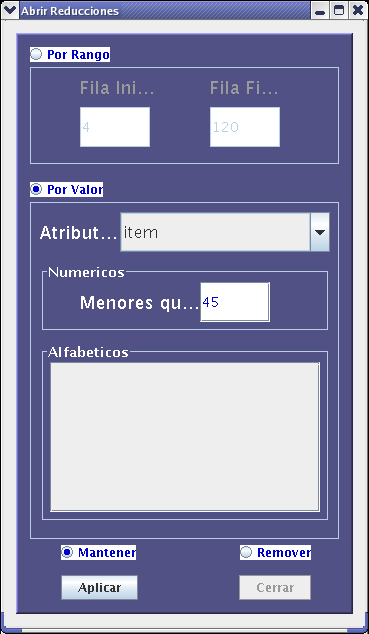 Abrir Reducciones
Por Rango
Fila Ini... Fila Fi...
4 120
Por Valor
Atribut... item
Numericos
Menores qu... 45
Alfabeticos
Mantener Remover
Aplicar Cerrar